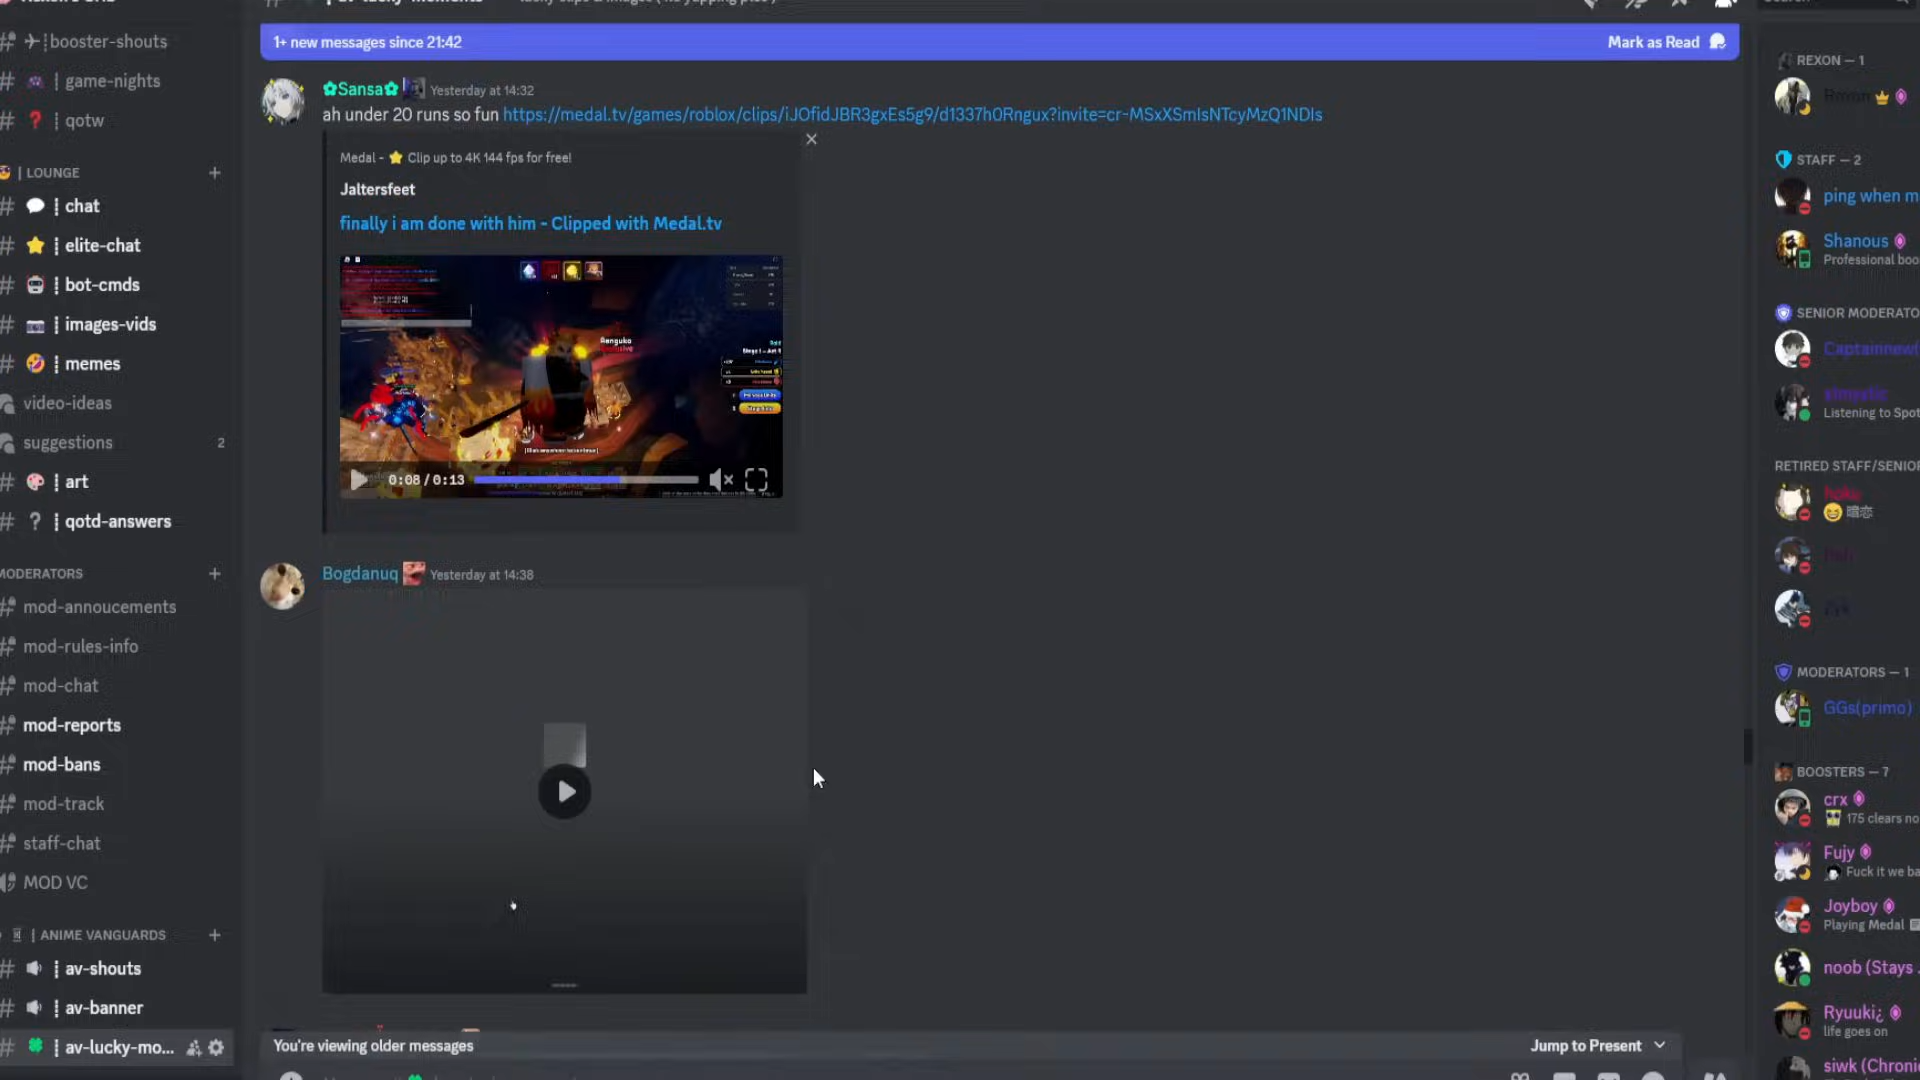 booster-shouts
game-nights
qotw
LOUNGE
chat
elite-chat
bot-cmds
images-vids
memes
video-ideas
suggestions 2
art
qotd-answers
MODERATORS
mod-annoucements
mod-rules-info
mod-chat
mod-reports
mod-bans
mod-track
staff-chat
MOD VC
ANIME VANGUARDS
av-shouts
av-banner
av-lucky-mo...
1+ new messages since 21:42
Mark as Read
✿Sansa✿ Yesterday at 14:32
ah under 20 runs so fun https://medal.tv/games/roblox/clips/iJOfidJBR3gxEs5g9/d1337h0Rngux?invite=cr-MSxXSmIsNTcyMzQ1NDIs
Medal - ⭐ Clip up to 4K 144 fps for free!
Jaltersfeet
finally i am done with him - Clipped with Medal.tv
Renguko
0:08 / 0:13
Bogdanuq Yesterday at 14:38
You're viewing older messages
Jump to Present
REXON — 1
STAFF — 2
ping when m
Shanous
Professional boo
SENIOR MODERATO
Captainnew(
Listening to Spot
RETIRED STAFF/SENIOR
暗恋
MODERATORS — 1
GGs(primo)
BOOSTERS — 7
crx
175 clears no
Fujy
Fuck it we ba
Joyboy
Playing Medal
noob (Stays
Ryuuki¿
life goes on
siwk (Chroni